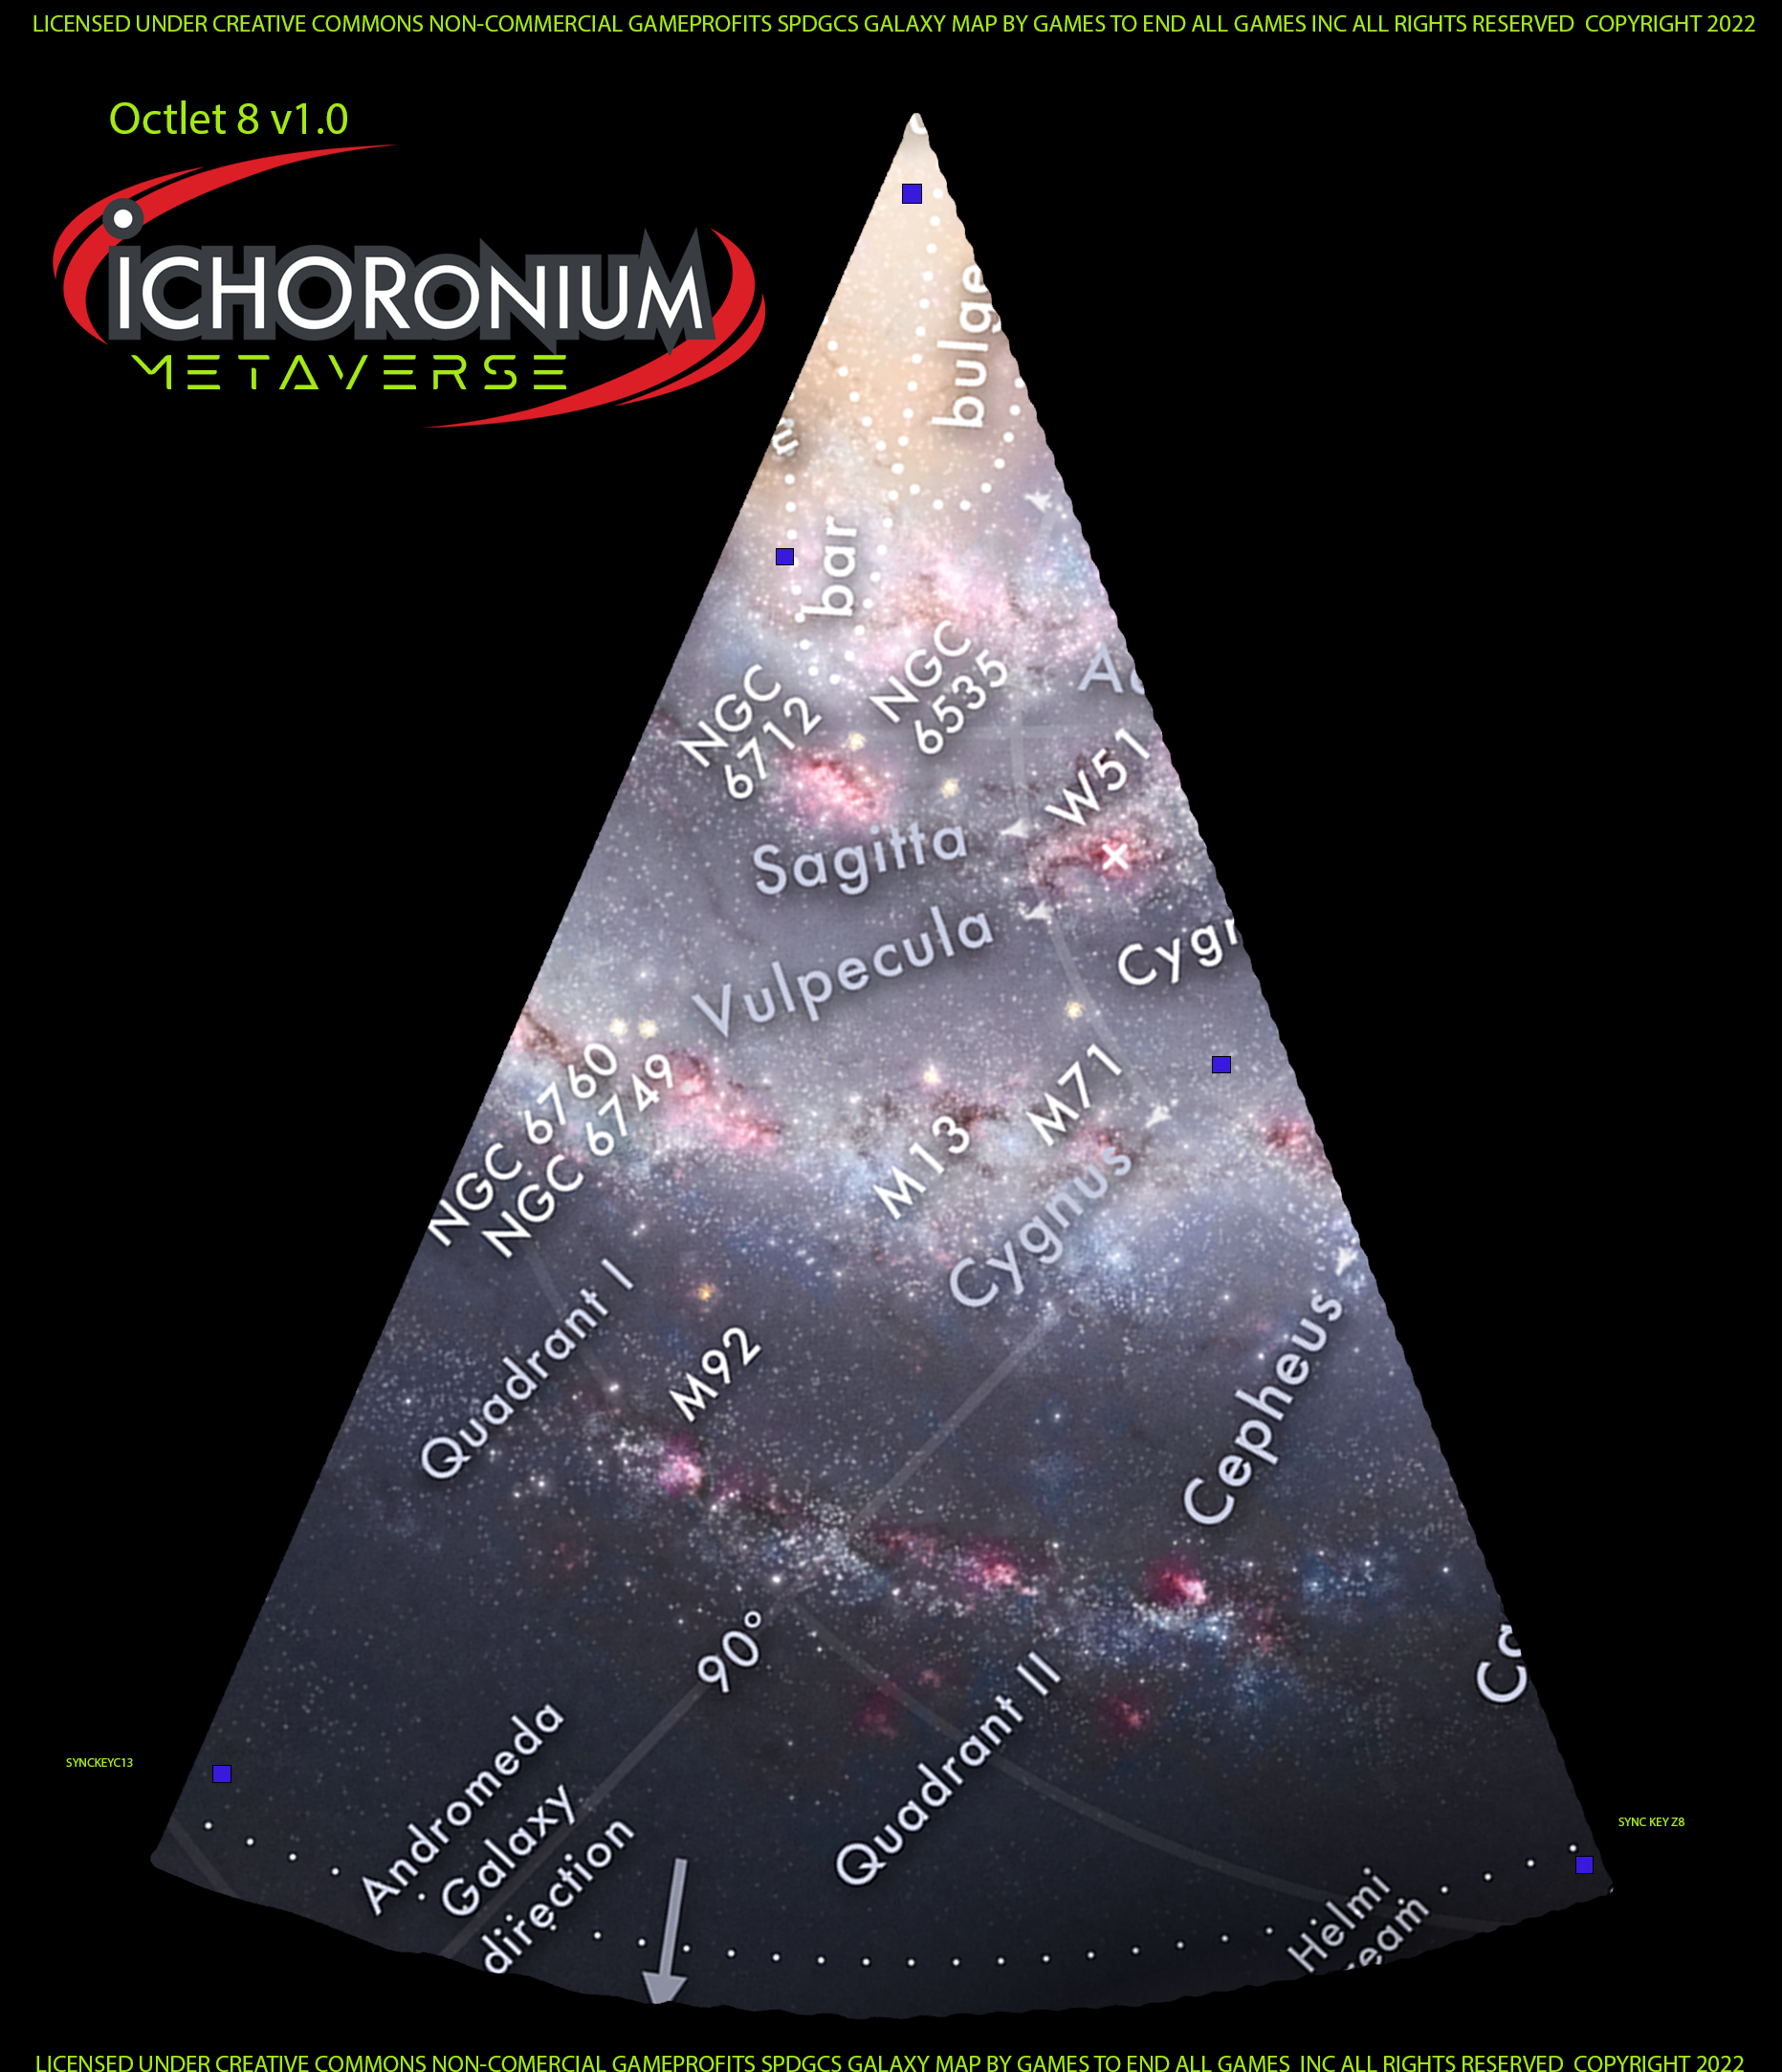 LICENSED UNDER CREATIVE COMMONS NON-COMMERCIAL GAMEPROFITS SPDGCS GALAXY MAP BY GAMES TO END ALL GAMES INC ALL RIGHTS RESERVED  COPYRIGHT 2022
Octlet 8 v1.0
ICHORONIUM
METAVERSE
bulge
bar
NGC
6535
NGC
6712
W51
Sagitta
Vulpecula
Cygn
NGC 6760
NGC 6749
M71
M13
Cygnus
Quadrant I
M92
Cepheus
90°
Quadrant II
Andromeda
Galaxy
direction
SYNCKEYC13
SYNC KEY Z8
Helmi
ream
LICENSED UNDER CREATIVE COMMONS NON-COMERCIAL GAMEPROFITS SPDGCS GALAXY MAP BY GAMES TO END ALL GAMES  INC ALL RIGHTS RESERVED  COPYRIGHT 2022